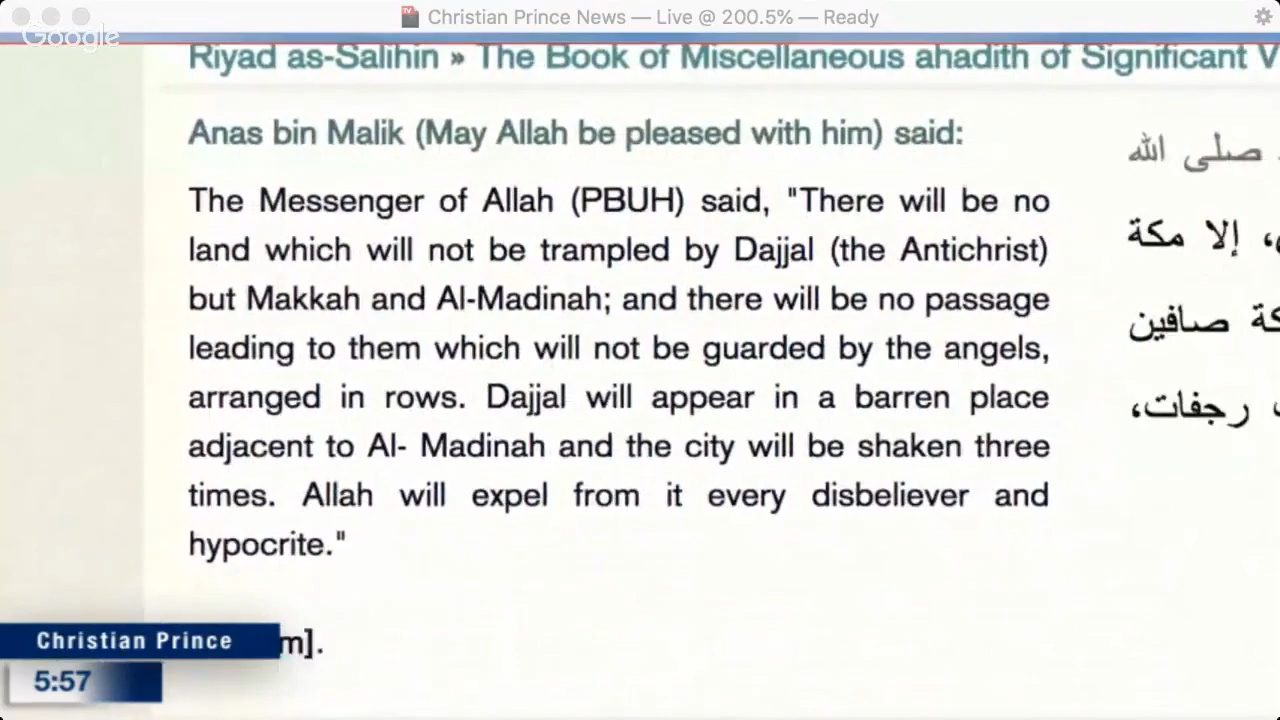 Christian Prince News — Live @ 200.5% — Ready
Google
Riyad as-Salihin » The Book of Miscellaneous ahadith of Significant V
Anas bin Malik (May Allah be pleased with him) said:
The Messenger of Allah (PBUH) said, "There will be no
land which will not be trampled by Dajjal (the Antichrist)
but Makkah and Al-Madinah; and there will be no passage
leading to them which will not be guarded by the angels,
arranged in rows. Dajjal will appear in a barren place
adjacent to Al- Madinah and the city will be shaken three
times. Allah will expel from it every disbeliever and
hypocrite."
m].
صلى الله
، إلا مكة
صافين
رجفات،
Christian Prince
5:57